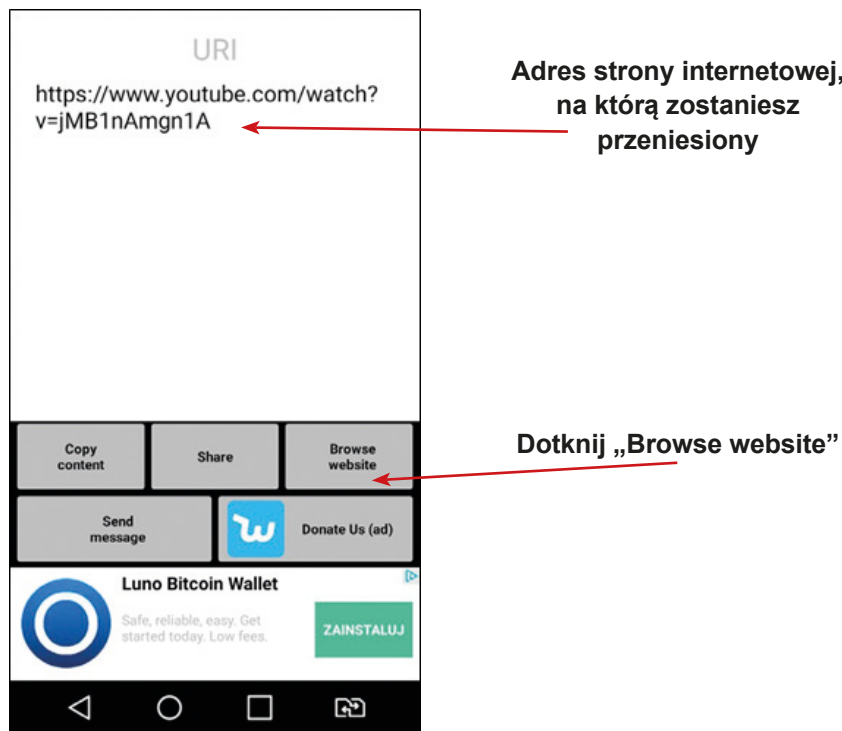 URI
https://www.youtube.com/watch?
v=jMB1nAmgn1A
Adres strony internetowej,
na którą zostaniesz
przeniesiony
Copy
content
Share
Browse
website
Dotknij „Browse website”
Send
message
Donate Us (ad)
Luno Bitcoin Wallet
Safe, reliable, easy. Get
started today. Low fees.
ZAINSTALUJ